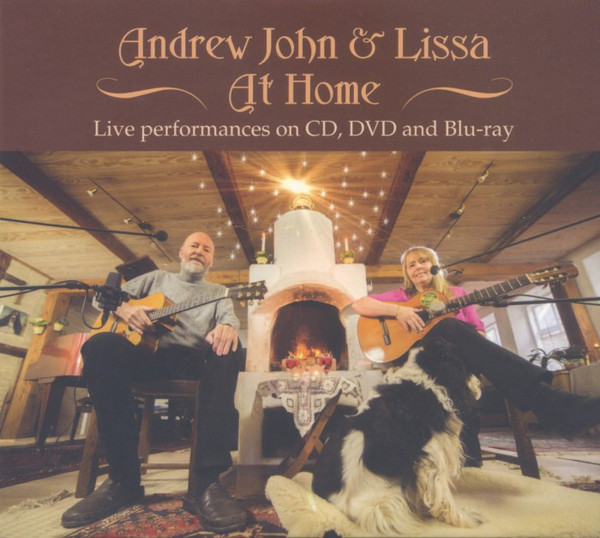 Andrew John & Lissa
At Home
Live performances on CD, DVD and Blu-ray